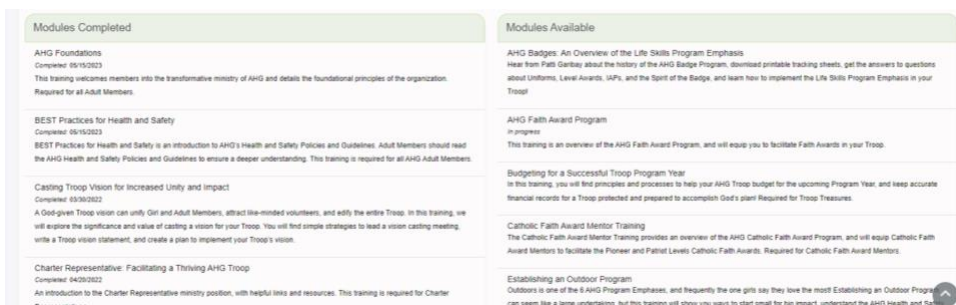 Modules Completed
AHG Foundations
Completed: 05/15/2023
This training welcomes members into the transformative ministry of AHG and details the foundational principles of the organization.
Required for all Adult Members.
BEST Practices for Health and Safety
Completed: 05/15/2023
BEST Practices for Health and Safety is an introduction to AHG's Health and Safety Policies and Guidelines. Adult Members should read
the AHG Health and Safety Policies and Guidelines to ensure a deeper understanding. This training is required for all AHG Adult Members.
Casting Troop Vision for Increased Unity and Impact
Completed: 03/30/2022
A God-given Troop vision can unify Girl and Adult Members, attract like-minded volunteers, and edify the entire Troop. In this training, we
will explore the significance and value of casting a vision for your Troop. You will find simple strategies to lead a vision casting meeting,
write a Troop vision statement, and create a plan to implement your Troop's vision.
Charter Representative: Facilitating a Thriving AHG Troop
Completed: 04/20/2022
An introduction to the Charter Representative ministry position, with helpful links and resources. This training is required for Charter
Modules Available
AHG Badges: An Overview of the Life Skills Program Emphasis
Hear from Patti Garibay about the history of the AHG Badge Program, download printable tracking sheets, get the answers to questions
about Uniforms, Level Awards, IAPs, and the Spirit of the Badge, and learn how to implement the Life Skills Program Emphasis in your
Troop!
AHG Faith Award Program
In progress
This training is an overview of the AHG Faith Award Program, and will equip you to facilitate Faith Awards in your Troop.
Budgeting for a Successful Troop Program Year
In this training, you will find principles and processes to help your AHG Troop budget for the upcoming Program Year, and keep accurate
financial records for a Troop protected and prepared to accomplish God's plan! Required for Troop Treasures.
Catholic Faith Award Mentor Training
The Catholic Faith Award Mentor Training provides an overview of the AHG Catholic Faith Award Program, and will equip Catholic Faith
Award Mentors to facilitate the Pioneer and Patriot Levels Catholic Faith Awards. Required for Catholic Faith Award Mentors.
Establishing an Outdoor Program
Outdoors is one of the 6 AHG Program Emphases, and frequently the one girls say they love the most! Establishing an Outdoor Program
can seem like a large undertaking, but this training will show you ways to start small for big impact, understand the AHG Health and Safety